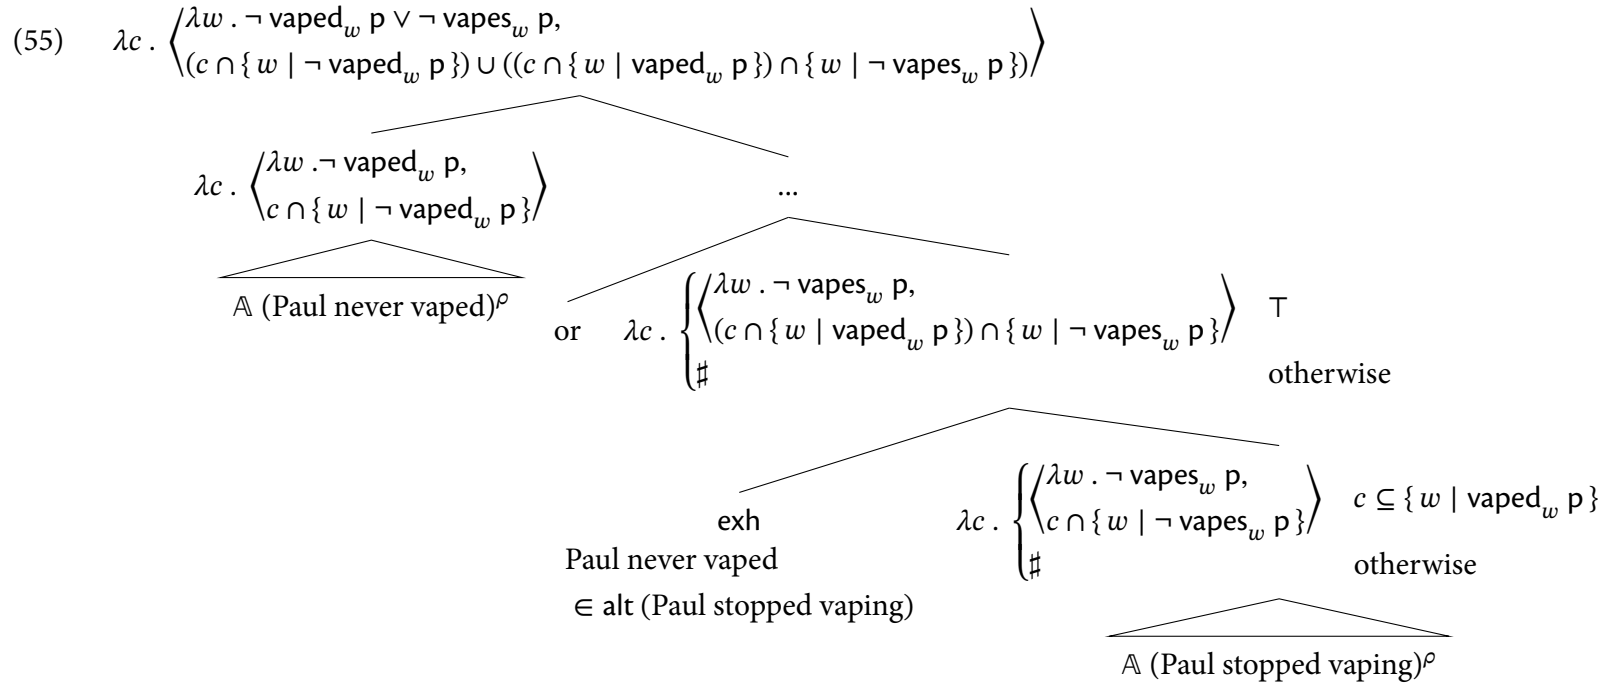 (55) λc . ⟨λw . ¬ vaped_w p ∨ ¬ vapes_w p,
(c ∩ { w | ¬ vaped_w p }) ∪ ((c ∩ { w | vaped_w p }) ∩ { w | ¬ vapes_w p })⟩
λc . ⟨λw .¬ vaped_w p,
c ∩ { w | ¬ vaped_w p }⟩
...
𝔸 (Paul never vaped)^ρ
or
λc . { ⟨λw . ¬ vapes_w p,
(c ∩ { w | vaped_w p }) ∩ { w | ¬ vapes_w p }⟩ ⊤
♯ otherwise
exh
Paul never vaped
∈ alt (Paul stopped vaping)
λc . { ⟨λw . ¬ vapes_w p,
c ∩ { w | ¬ vapes_w p }⟩ c ⊆ { w | vaped_w p }
♯ otherwise
𝔸 (Paul stopped vaping)^ρ